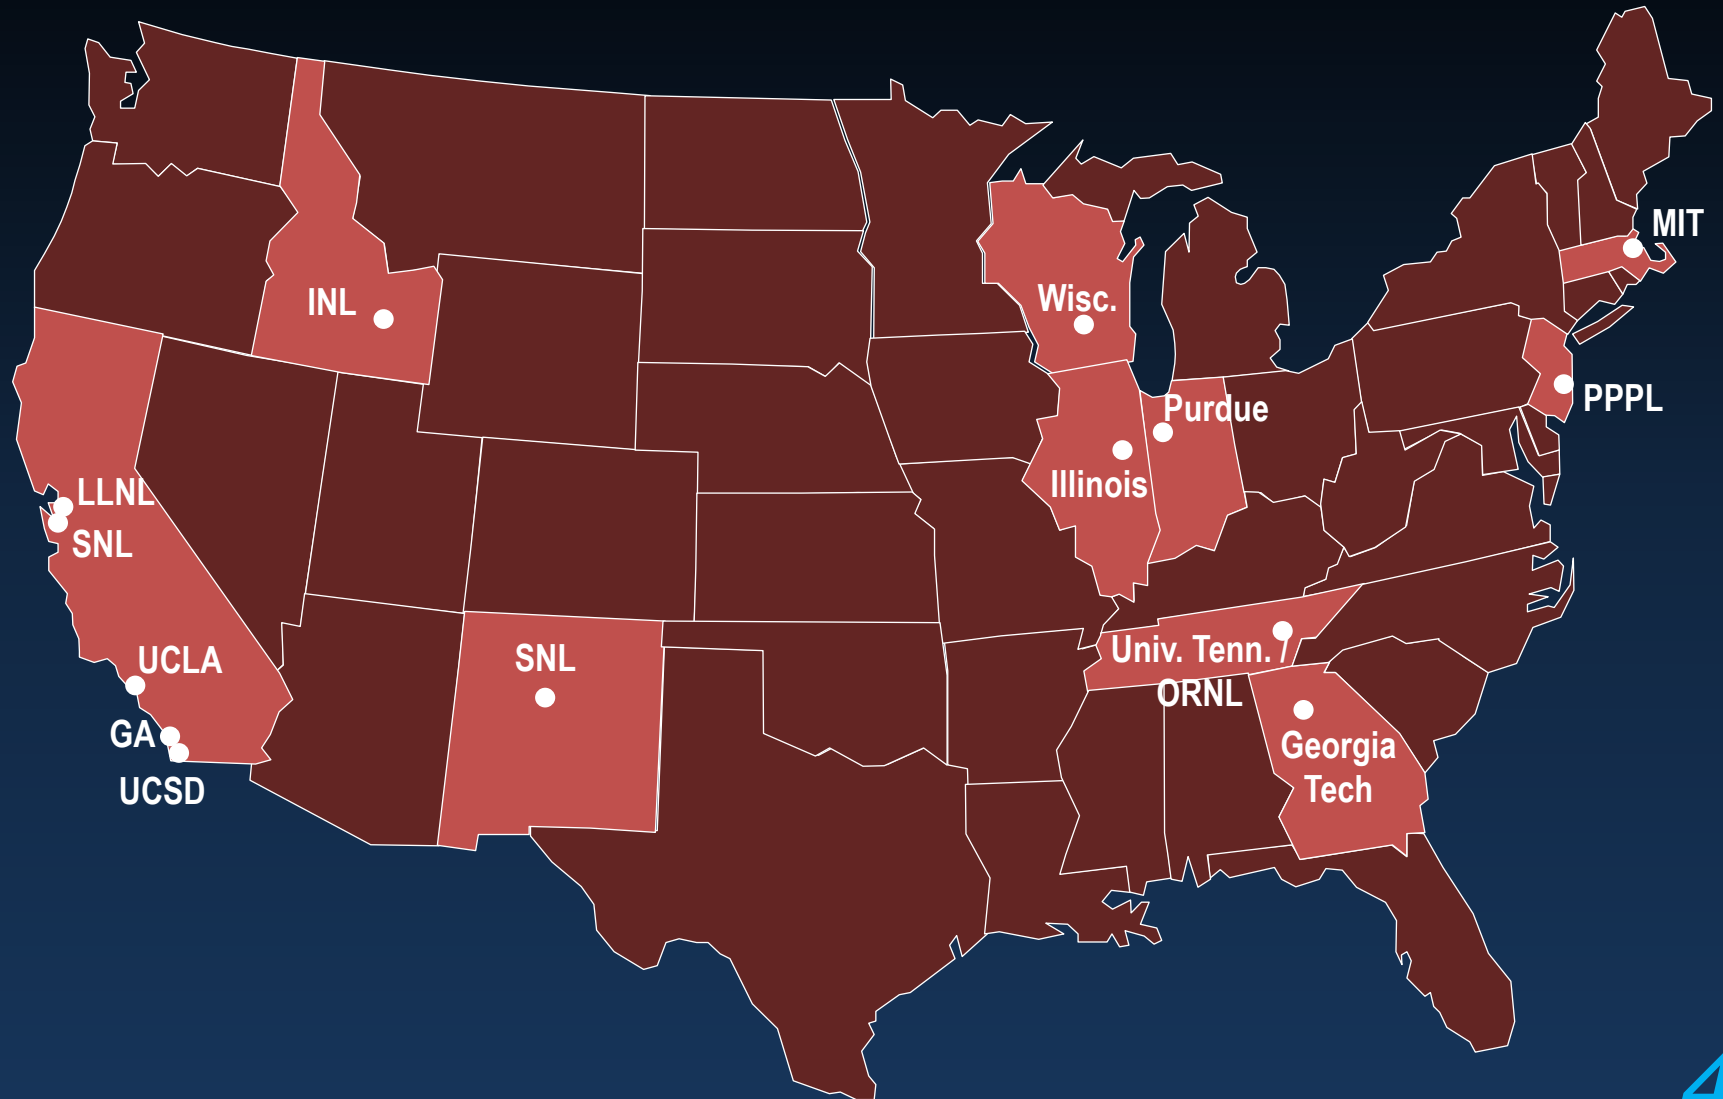 MIT
INL
Wisc.
PPPL
Purdue
LLNL
Illinois
SNL
UCLA
SNL
Univ. Tenn. /
ORNL
GA
Georgia
Tech
UCSD